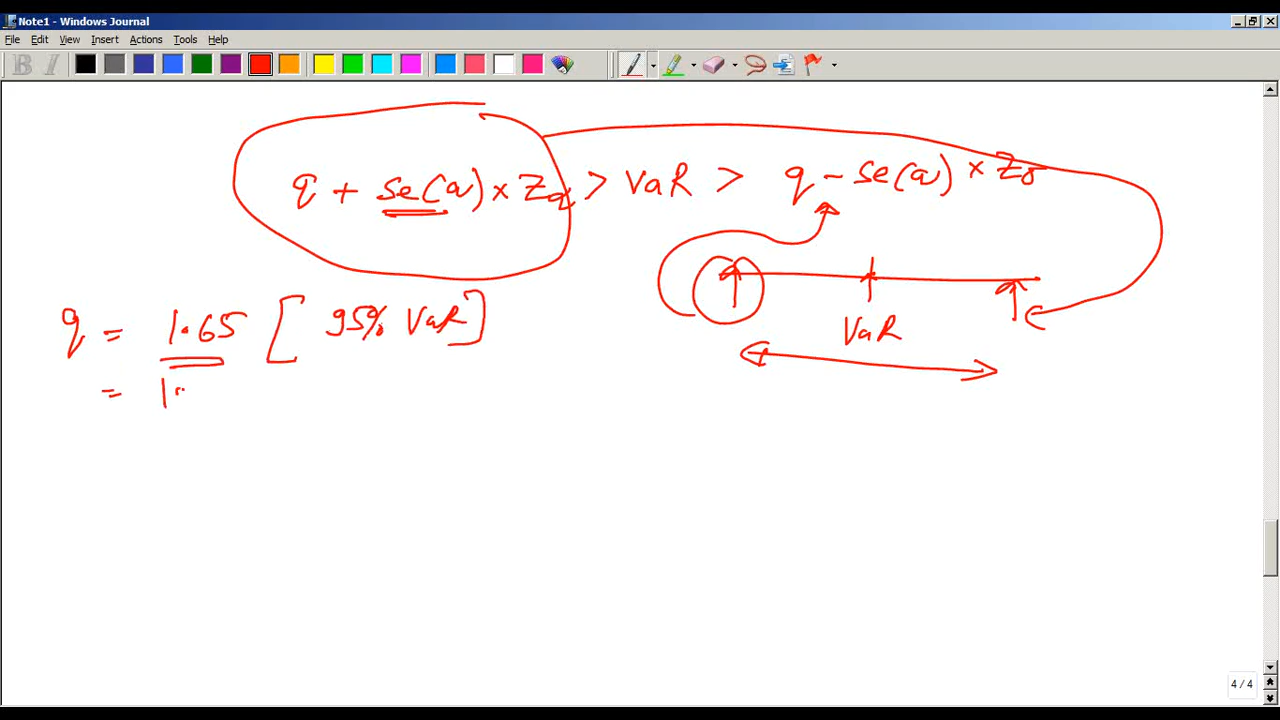 Note1 - Windows Journal
File Edit View Insert Actions Tools Help
B I
q + se(q) × Zα > VaR > q - se(q) × Zα
q = 1.65 [ 95% VaR ]
VaR
= 1.
4 / 4